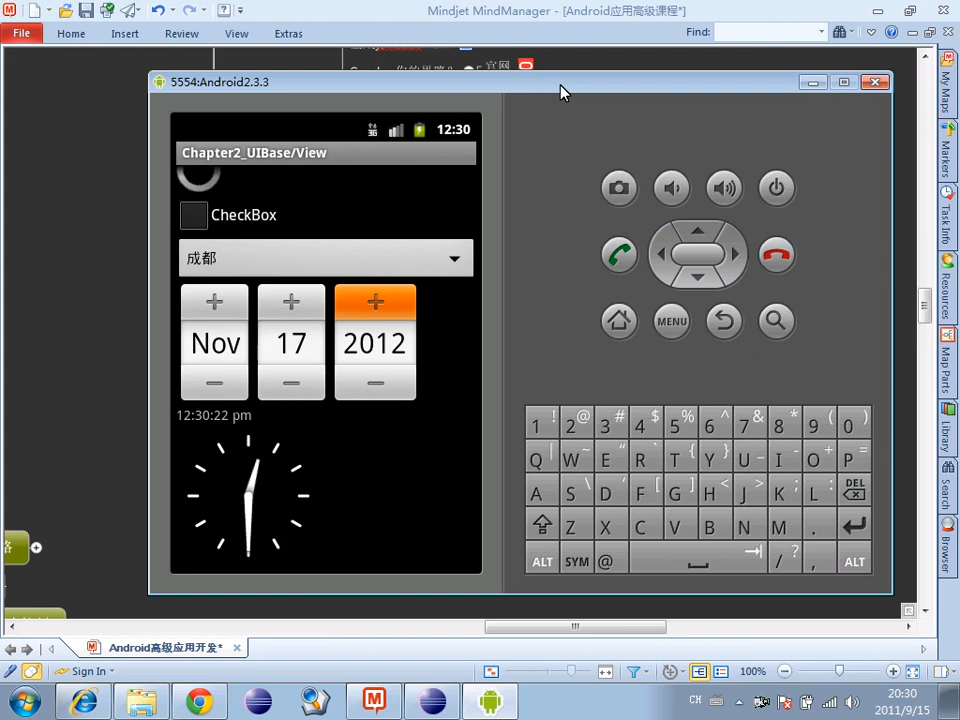 Mindjet MindManager - [Android应用高级课程*]
File Home Insert Review View Extras Find:
5554:Android2.3.3
My Maps
Markers
Task Info
Resources
Map Parts
Library
Search
Browser
3G 12:30
Chapter2_UIBase/View
CheckBox
成都
+ + +
Nov 17 2012
- - -
12:30:22 pm
MENU
1 ! 2 @ 3 # 4 $ 5 % 6 ^ 7 & 8 * 9 ( 0 )
Q | W ~ E " R ` T { Y } U _ I - O + P =
A S \ D ' F [ G ] H < J > K ; L : DEL
Z X C V B N M .
ALT SYM @ / ? , ALT
Android高级应用开发*
Sign In 100%
CH 20:30
2011/9/15